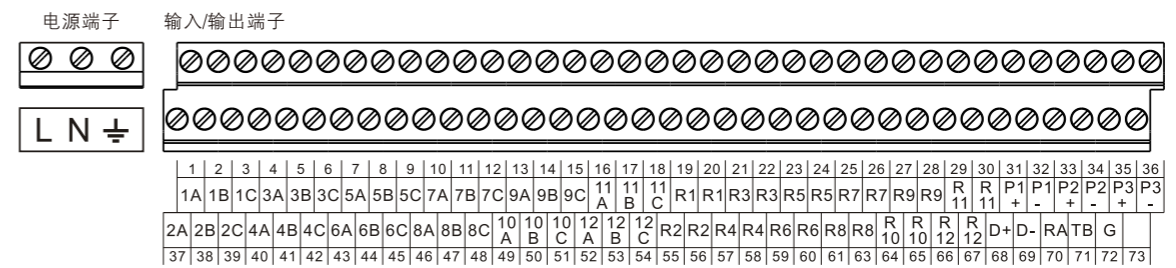 电源端子 输入/输出端子
L N
1 2 3 4 5 6 7 8 9 10 11 12 13 14 15 16 17 18 19 20 21 22 23 24 25 26 27 28 29 30 31 32 33 34 35 36
1A 1B 1C 3A 3B 3C 5A 5B 5C 7A 7B 7C 9A 9B 9C 11A 11B 11C R1 R1 R3 R3 R5 R5 R7 R7 R9 R9 R11 R11 P1+ P1- P2+ P2- P3+ P3-
2A 2B 2C 4A 4B 4C 6A 6B 6C 8A 8B 8C 10A 10B 10C 12A 12B 12C R2 R2 R4 R4 R6 R6 R8 R8 R10 R10 R12 R12 D+ D- RA TB G
37 38 39 40 41 42 43 44 45 46 47 48 49 50 51 52 53 54 55 56 57 58 59 60 61 63 64 65 66 67 68 69 70 71 72 73